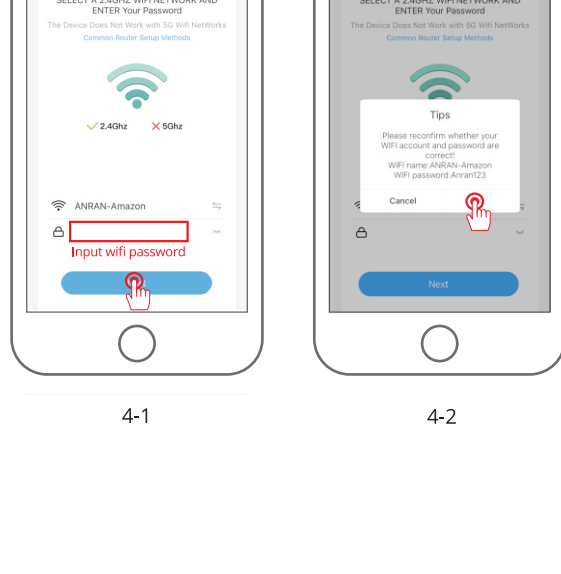 SELECT A 2.4GHZ WIFI NETWORK AND
ENTER Your Password
The Device Does Not Work with 5G Wifi NetWorks
Common Router Setup Methods
2.4Ghz
5Ghz
ANRAN-Amazon
Input wifi password
4-1
SELECT A 2.4GHZ WIFI NETWORK AND
ENTER Your Password
The Device Does Not Work with 5G Wifi NetWorks
Common Router Setup Methods
Tips
Please reconfirm whether your
WIFI account and password are
correct!
WIFI name:ANRAN-Amazon
WIFI password:Anran123
Cancel
Next
4-2